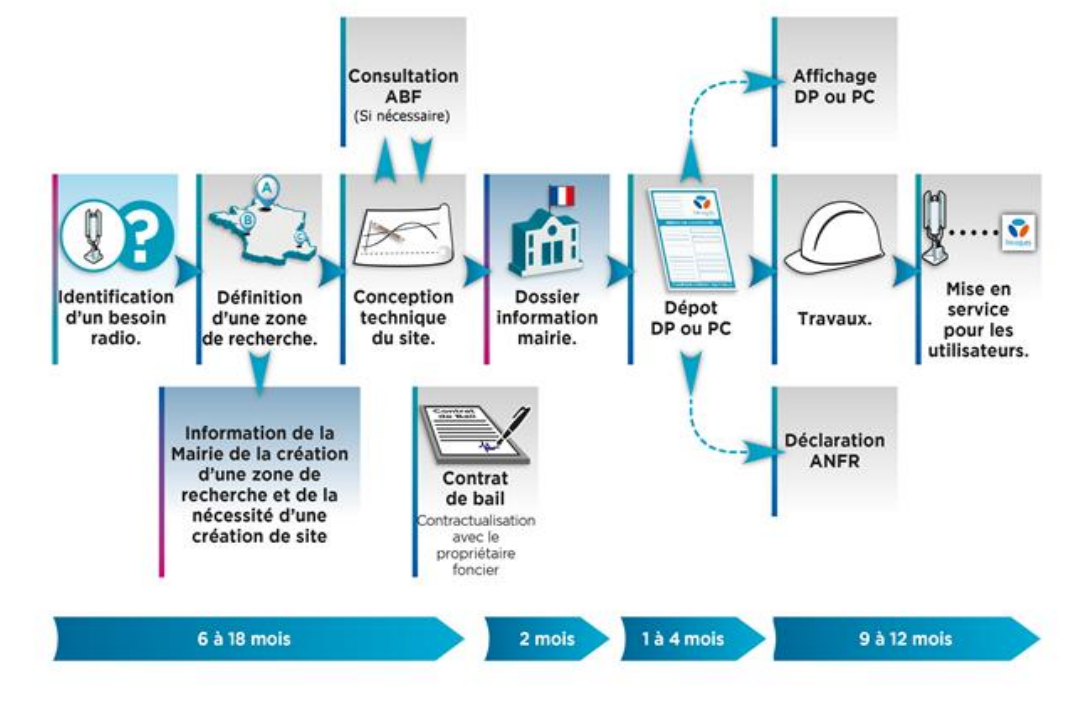 Consultation
ABF
(Si nécessaire)
Affichage
DP ou PC
A
B
C
?
Identification
d'un besoin
radio.
Définition
d'une zone
de recherche.
Conception
technique
du site.
Dossier
information
mairie.
Dépot
DP ou PC
Travaux.
Mise en
service
pour les
utilisateurs.
Information de la
Mairie de la création
d'une zone de
recherche et de la
nécessité d'une
création de site
Contrat
de Bail
Contrat
de bail
Contractualisation
avec le
propriétaire
foncier
Déclaration
ANFR
6 à 18 mois
2 mois
1 à 4 mois
9 à 12 mois